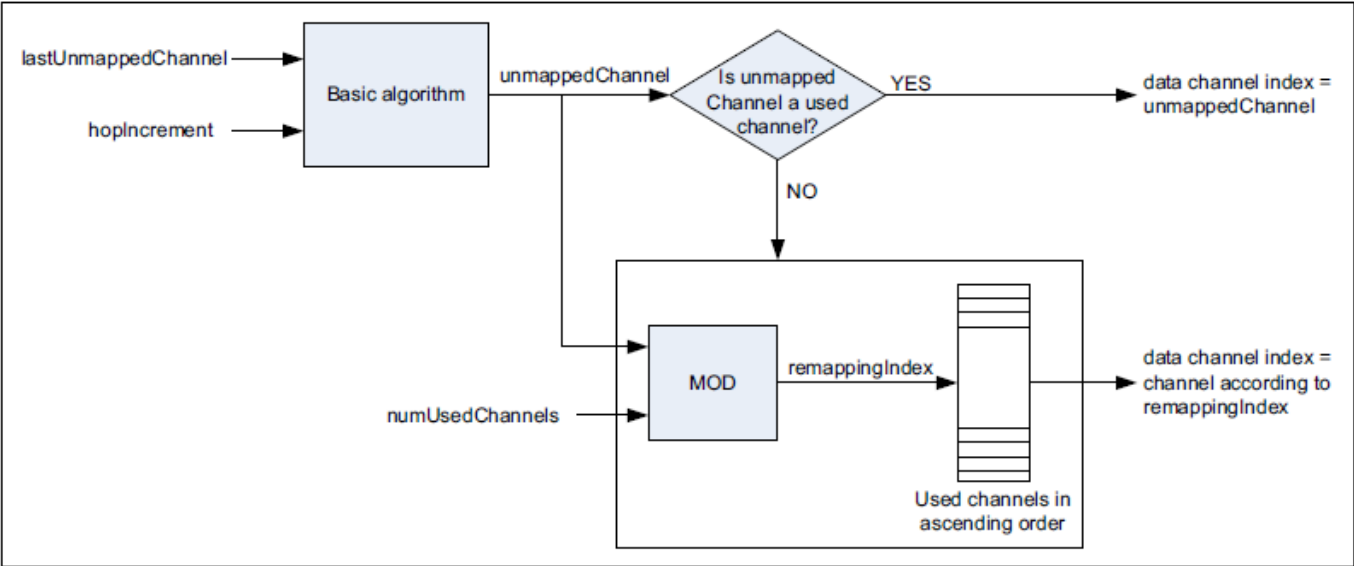 lastUnmappedChannel
hopIncrement
Basic algorithm
unmappedChannel
Is unmapped
Channel a used
channel?
YES
data channel index =
unmappedChannel
NO
MOD
numUsedChannels
remappingIndex
Used channels in
ascending order
data channel index =
channel according to
remappingIndex